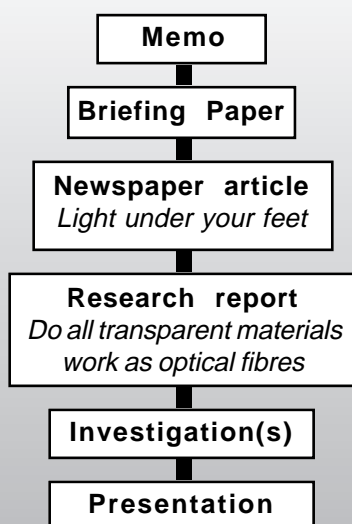 Memo
Briefing Paper
Newspaper article
Light under your feet
Research report
Do all transparent materials
work as optical fibres
Investigation(s)
Presentation